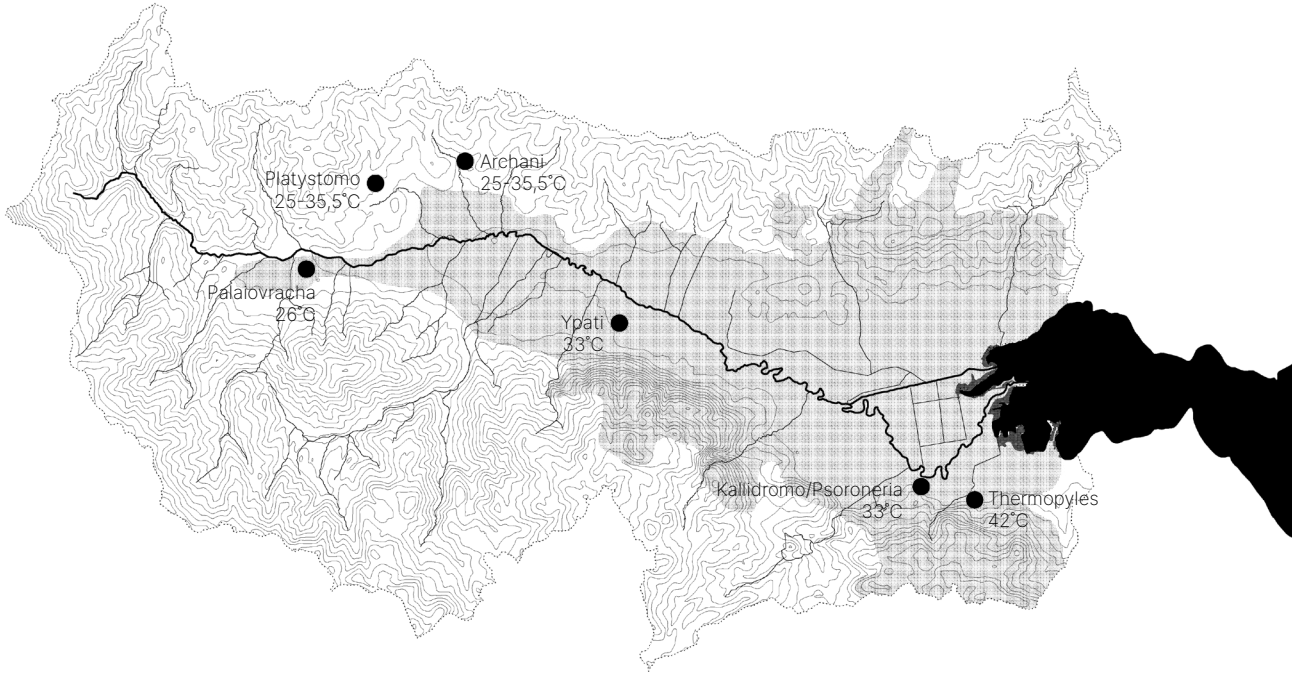 Archani
25-35,5˚C
Platystomo
25-35,5˚C
Palaiovracha
26˚C
Ypati
33˚C
Kallidromo/Psoroneria
33˚C
Thermopyles
42˚C